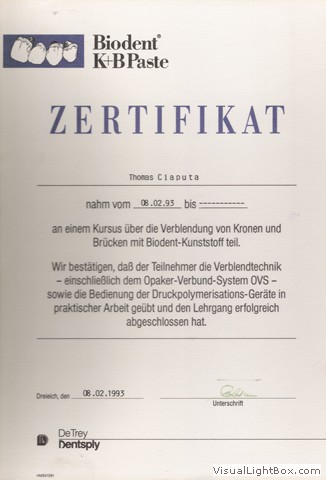 Biodent®
K+B Paste
ZERTIFIKAT
Thomas Ciaputa
nahm vom 08.02.93 bis -----------
an einem Kursus über die Verblendung von Kronen und
Brücken mit Biodent-Kunststoff teil.
Wir bestätigen, daß der Teilnehmer die Verblendtechnik
– einschließlich dem Opaker-Verbund-System OVS –
sowie die Bedienung der Druckpolymerisations-Geräte in
praktischer Arbeit geübt und den Lehrgang erfolgreich
abgeschlossen hat.
Dreieich, den 08.02.1993
Unterschrift
DeTrey
Dentsply
VisualLightBox.com